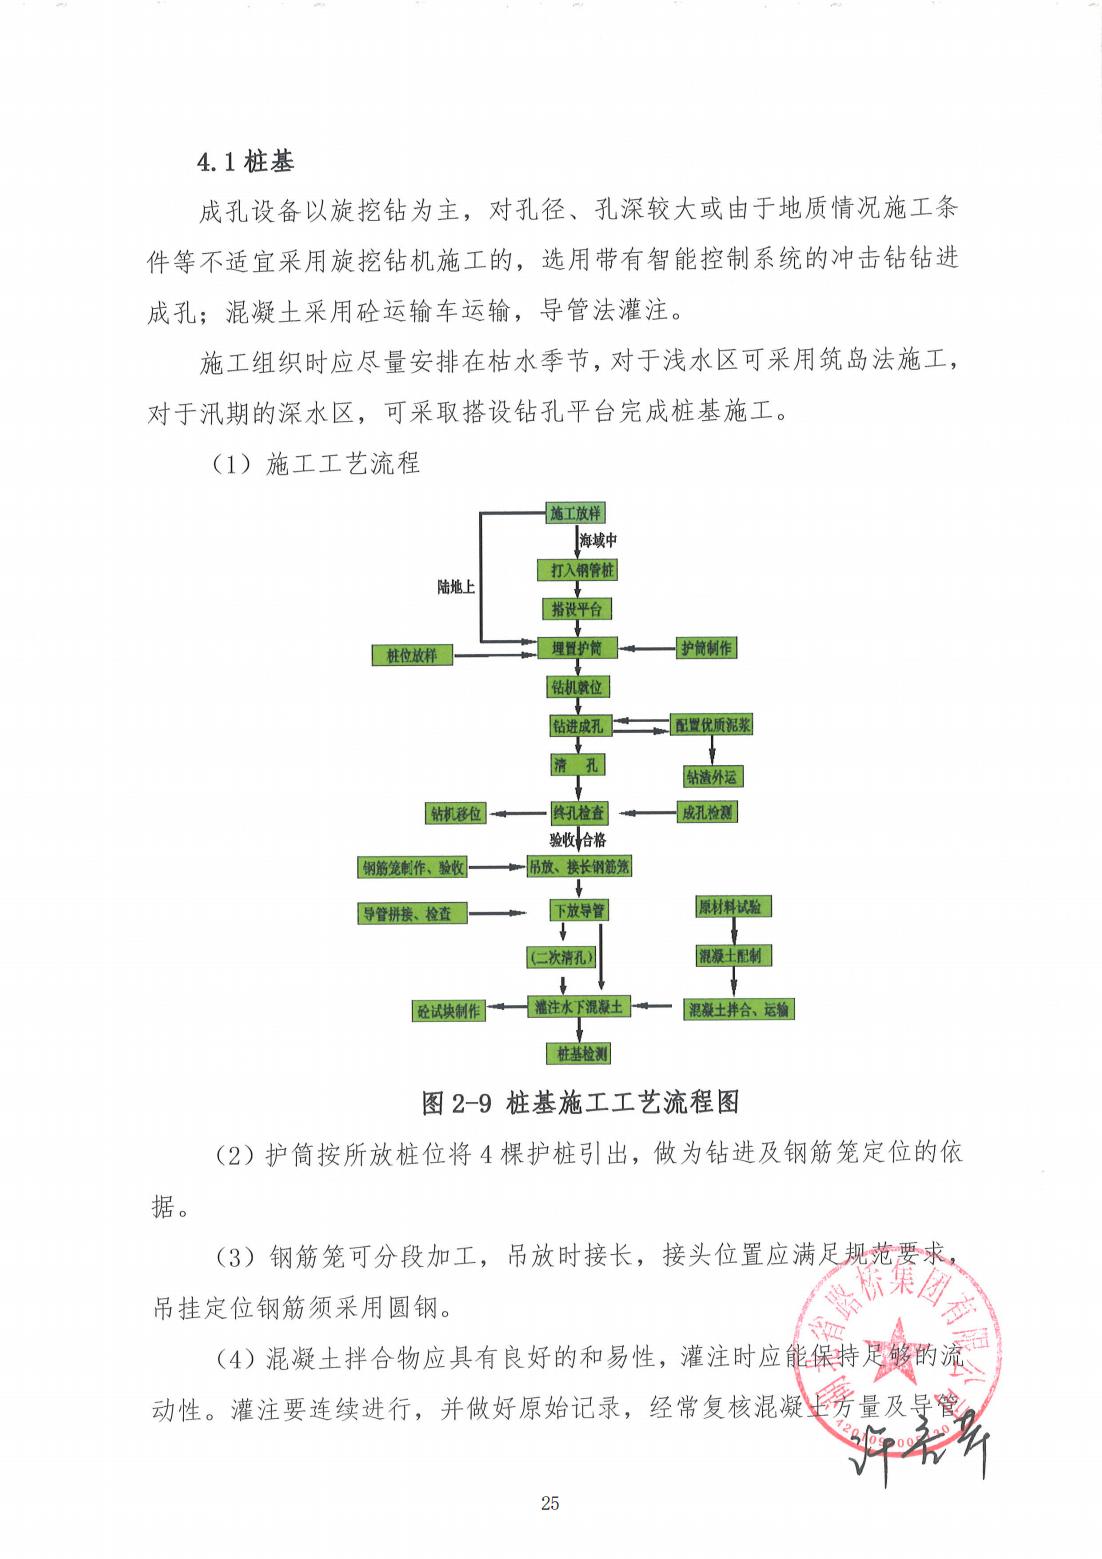 4.1桩基
成孔设备以旋挖钻为主，对孔径、孔深较大或由于地质情况施工条
件等不适宜采用旋挖钻机施工的，选用带有智能控制系统的冲击钻钻进
成孔；混凝土采用砼运输车运输，导管法灌注。
施工组织时应尽量安排在枯水季节，对于浅水区可采用筑岛法施工，
对于汛期的深水区，可采取搭设钻孔平台完成桩基施工。
（1）施工工艺流程
施工放样
海域中
打入钢管桩
陆地上
搭设平台
桩位放样 埋置护筒 护筒制作
钻机就位
钻进成孔 配置优质泥浆
清 孔 钻渣外运
钻机移位 终孔检查 成孔检测
验收合格
钢筋笼制作、验收 吊放、接长钢筋笼
导管拼接、检查 下放导管 原材料试验
(二次清孔) 混凝土配制
砼试块制作 灌注水下混凝土 混凝土拌合、运输
桩基检测
图 2-9 桩基施工工艺流程图
（2）护筒按所放桩位将 4 棵护桩引出，做为钻进及钢筋笼定位的依
据。
（3）钢筋笼可分段加工，吊放时接长，接头位置应满足规范要求，
吊挂定位钢筋须采用圆钢。
（4）混凝土拌合物应具有良好的和易性，灌注时应能保持足够的流
动性。灌注要连续进行，并做好原始记录，经常复核混凝土方量及导管
湖北省路桥集团有限公司
25